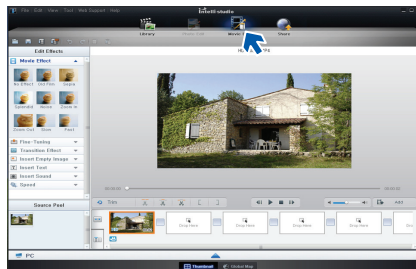 File Edit View Tool Web Support Help
Intelli-studio
Library
Movie
Share
Edit Effects
Movie Effect
No Effect Old Film Sepia
Splendid Noise Zoom In
Zoom Out Slow Fast
Fine-Tuning
Transition Effect
Insert Empty Image
Insert Text
Insert Sound
Speed
Source Pool
Trim
Add
Drop Here Drop Here Drop Here Drop Here Drop Here
PC
Thumbnail Global Map